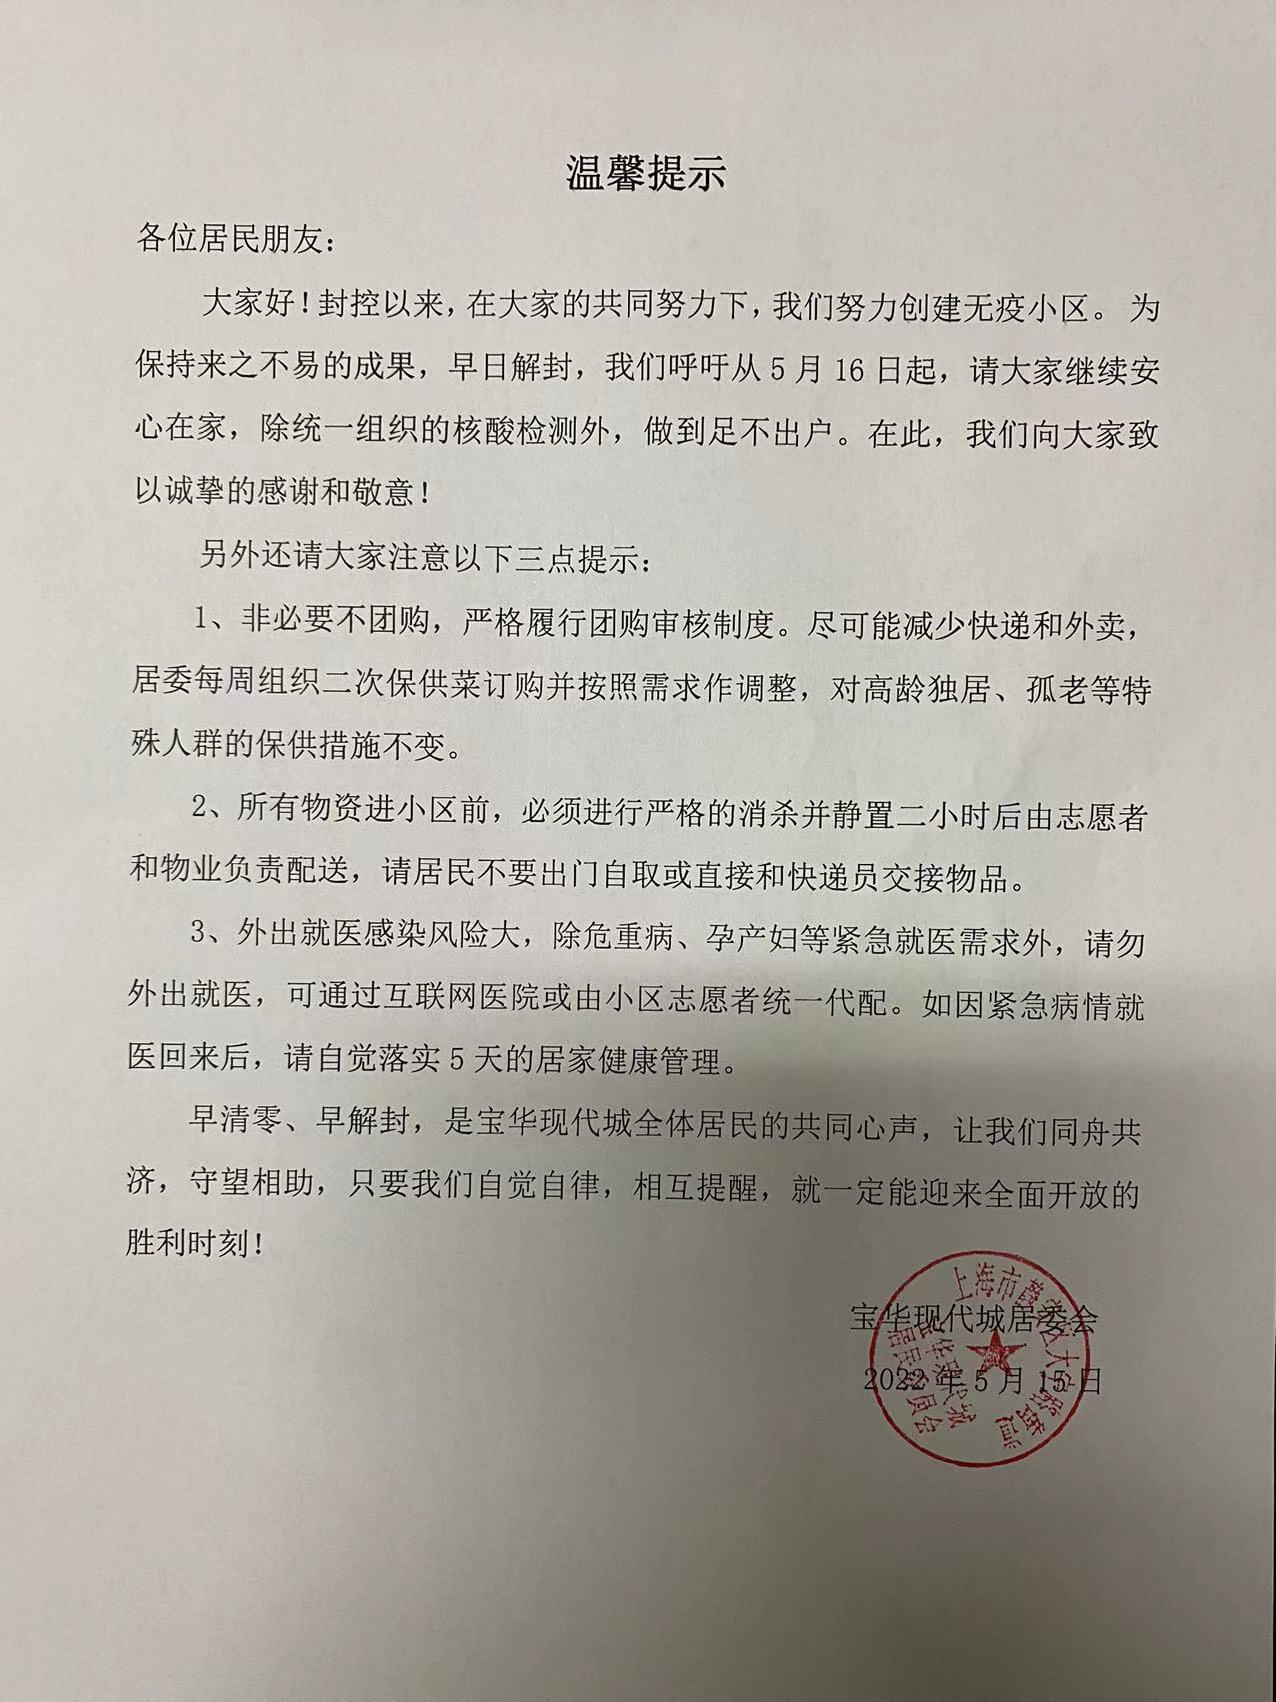 温馨提示
各位居民朋友：
大家好！封控以来，在大家的共同努力下，我们努力创建无疫小区。 为
保持来之不易的成果，早日解封，我们呼吁从 5 月 16 日起，请大家继续安
心在家，除统一组织的核酸检测外，做到足不出户。在此，我们向大家致
以诚挚的感谢和敬意！
另外还请大家注意以下三点提示：
1、非必要不团购，严格履行团购审核制度。尽可能减少快递和外卖，
居委每周组织二次保供菜订购并按照需求作调整，对高龄独居、孤老等特
殊人群的保供措施不变。
2、所有物资进小区前，必须进行严格的消杀并静置二小时后由志愿者
和物业负责配送，请居民不要出门自取或直接和快递员交接物品。
3、外出就医感染风险大，除危重病、孕产妇等紧急就医需求外，请勿
外出就医，可通过互联网医院或由小区志愿者统一代配。如因紧急病情就
医回来后，请自觉落实 5 天的居家健康管理。
早清零、早解封，是宝华现代城全体居民的共同心声，让我们同舟共
济，守望相助，只要我们自觉自律，相互提醒，就一定能迎来全面开放的
胜利时刻！
宝华现代城居委会
2022 年 5 月 15 日
上海市
华现代城
居民委员会